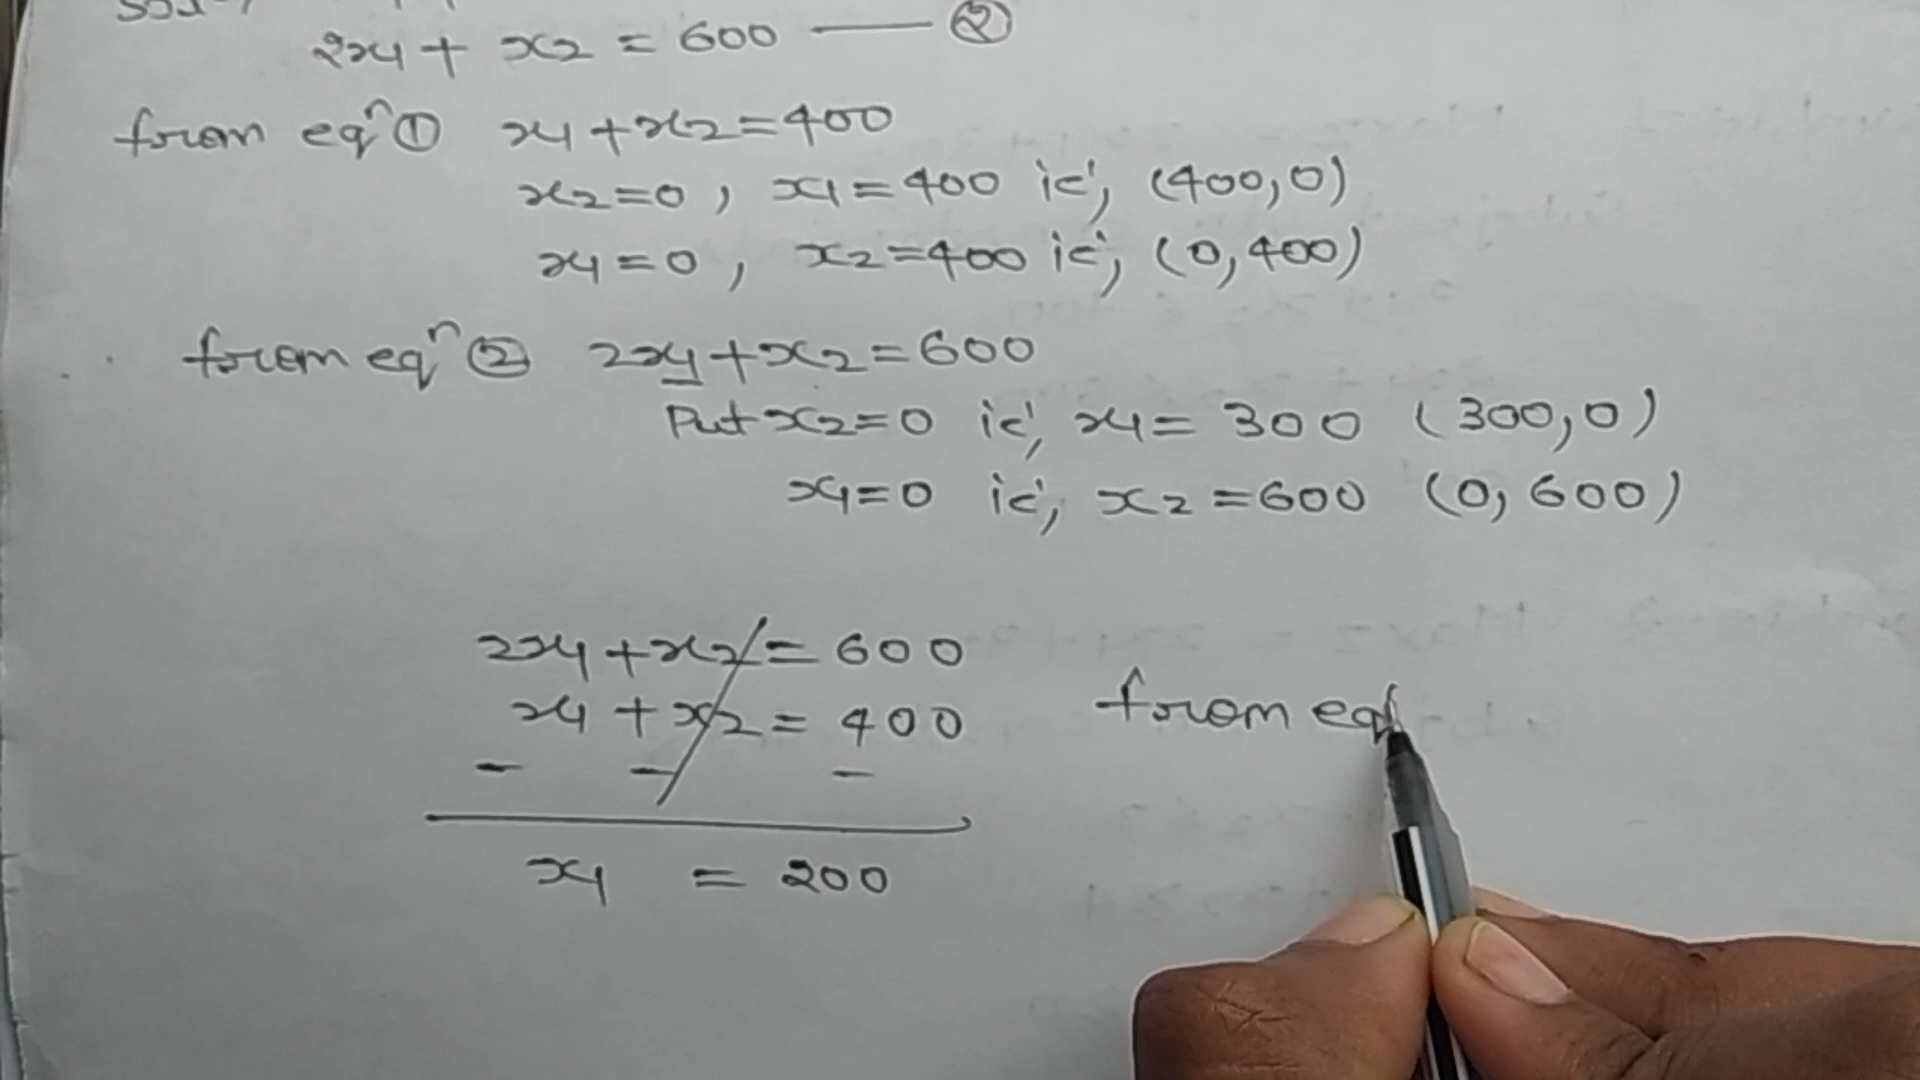 2x1 + x2 = 600 —— ②
from eqn ① x1 + x2 = 400
x2 = 0 , x1 = 400 ie', (400,0)
x1 = 0 , x2 = 400 ie', (0,400)
from eqn ② 2x1 + x2 = 600
Put x2 = 0 ie', x1 = 300 (300,0)
x1 = 0 ie', x2 = 600 (0,600)
2x1 + x2 = 600
x1 + x2 = 400
- - -
x1 = 200
from eq